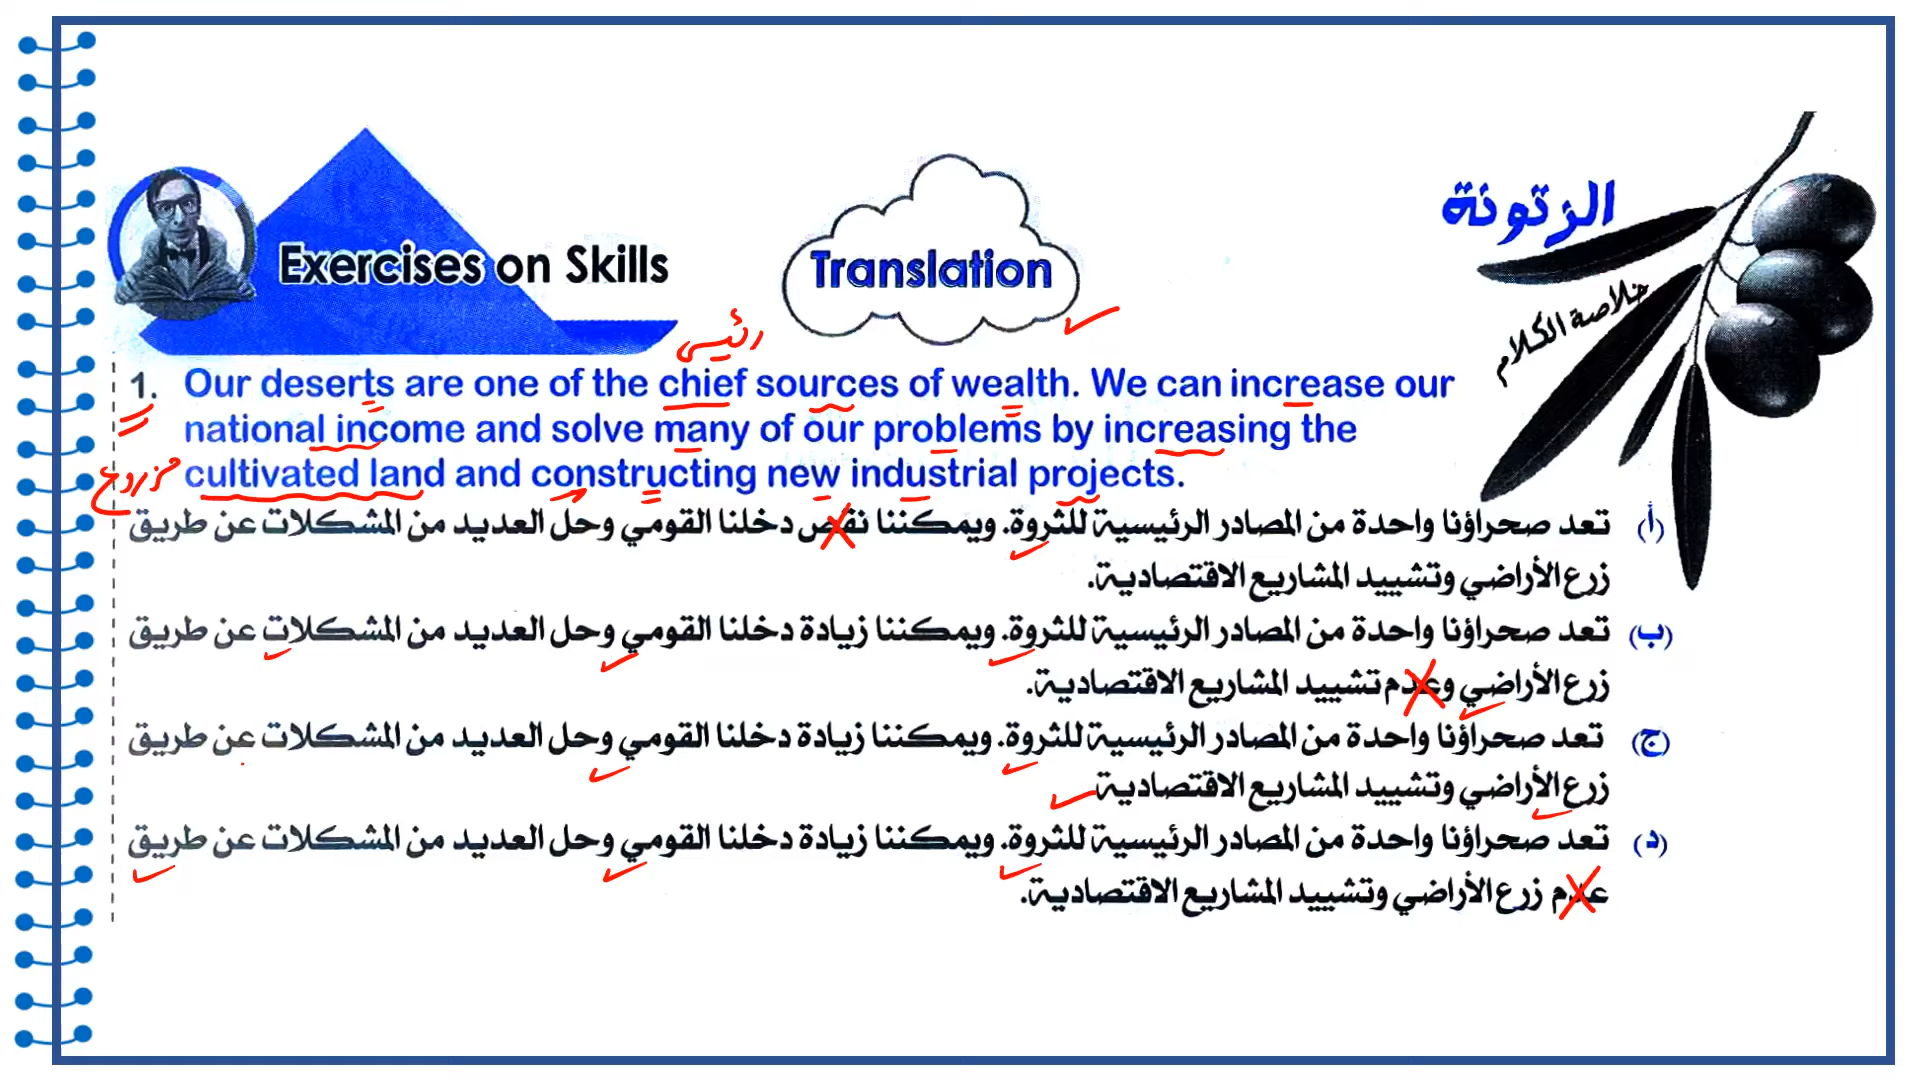 Exercises on Skills
Translation
الزتونة
خلاصة الكلام
رئيسى
1. Our deserts are one of the chief sources of wealth. We can increase our
national income and solve many of our problems by increasing the
cultivated land and constructing new industrial projects.
مزروع
(أ) تعد صحراؤنا واحدة من المصادر الرئيسية للثروة. ويمكننا نقص دخلنا القومي وحل العديد من المشكلات عن طريق
زرع الأراضي وتشييد المشاريع الاقتصادية.
(ب) تعد صحراؤنا واحدة من المصادر الرئيسية للثروة. ويمكننا زيادة دخلنا القومي وحل العديد من المشكلات عن طريق
زرع الأراضي وعدم تشييد المشاريع الاقتصادية.
(ج) تعد صحراؤنا واحدة من المصادر الرئيسية للثروة. ويمكننا زيادة دخلنا القومي وحل العديد من المشكلات عن طريق
زرع الأراضي وتشييد المشاريع الاقتصادية
(د) تعد صحراؤنا واحدة من المصادر الرئيسية للثروة. ويمكننا زيادة دخلنا القومي وحل العديد من المشكلات عن طريق
عدم زرع الأراضي وتشييد المشاريع الاقتصادية.